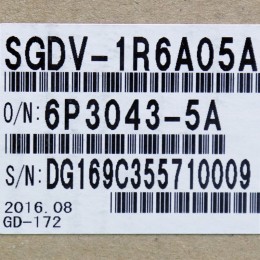 SGDV-1R6A05A
O/N: 6P3043-5A
S/N: DG169C355710009
2016.08
GD-172